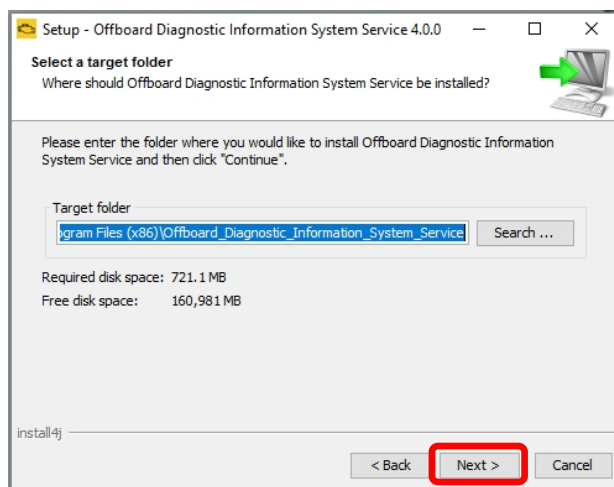 Setup - Offboard Diagnostic Information System Service 4.0.0
Select a target folder
Where should Offboard Diagnostic Information System Service be installed?
Please enter the folder where you would like to install Offboard Diagnostic Information
System Service and then click "Continue".
Target folder
ogram Files (x86)\Offboard_Diagnostic_Information_System_Service
Search ...
Required disk space: 721.1 MB
Free disk space: 160,981 MB
install4j
< Back
Next >
Cancel